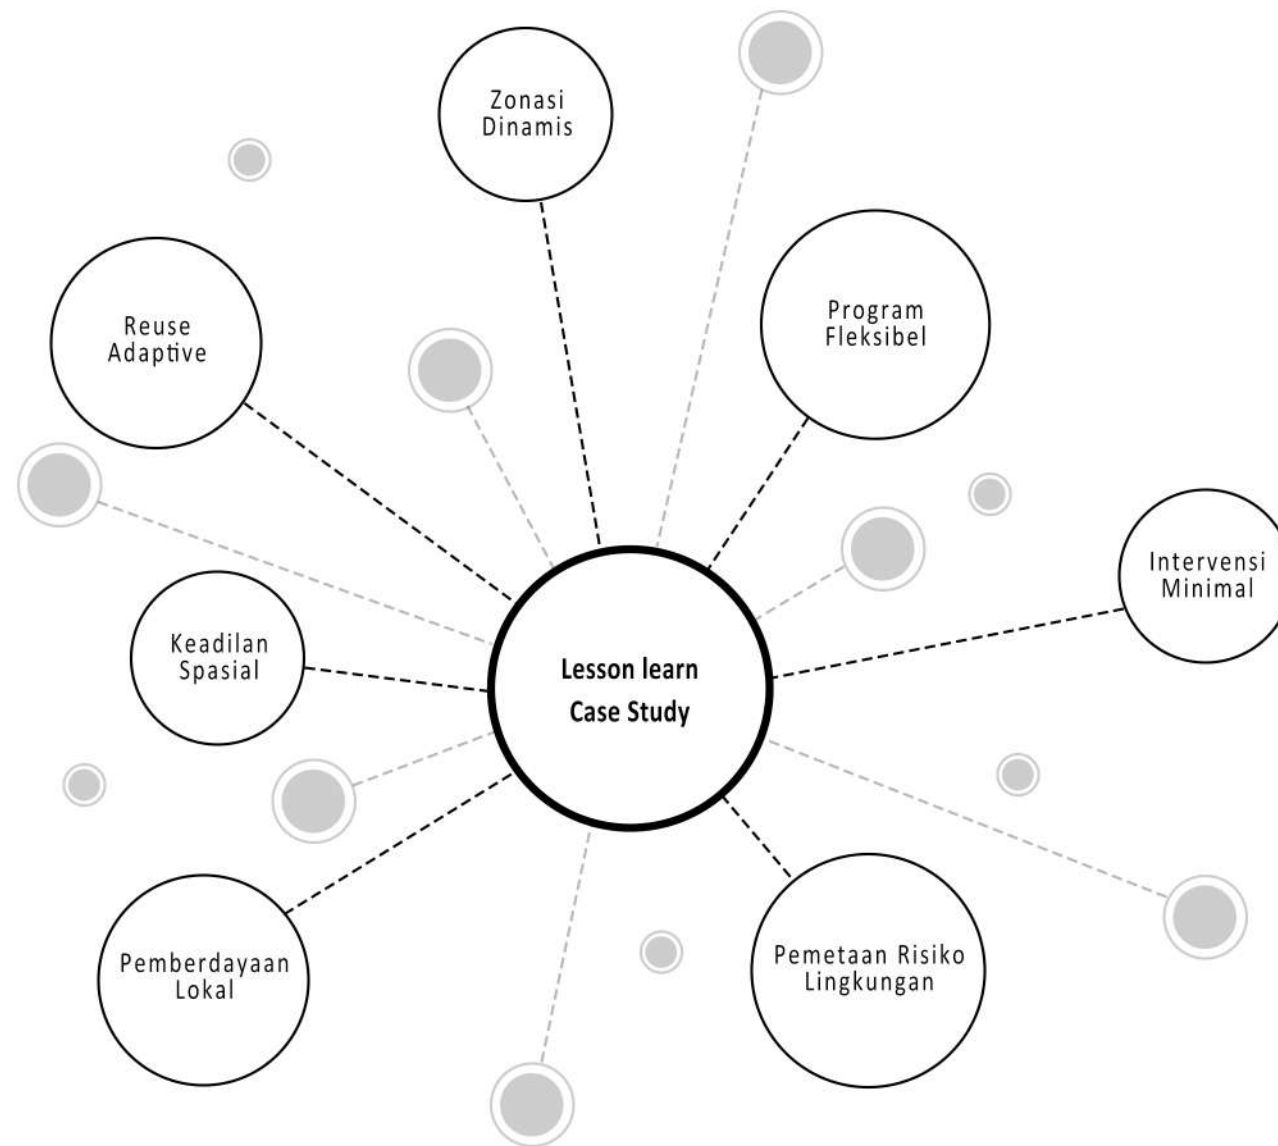 Zonasi
Dinamis
Program
Fleksibel
Reuse
Adaptive
Intervensi
Minimal
Keadilan
Spasial
Lesson learn
Case Study
Pemberdayaan
Lokal
Pemetaan Risiko
Lingkungan